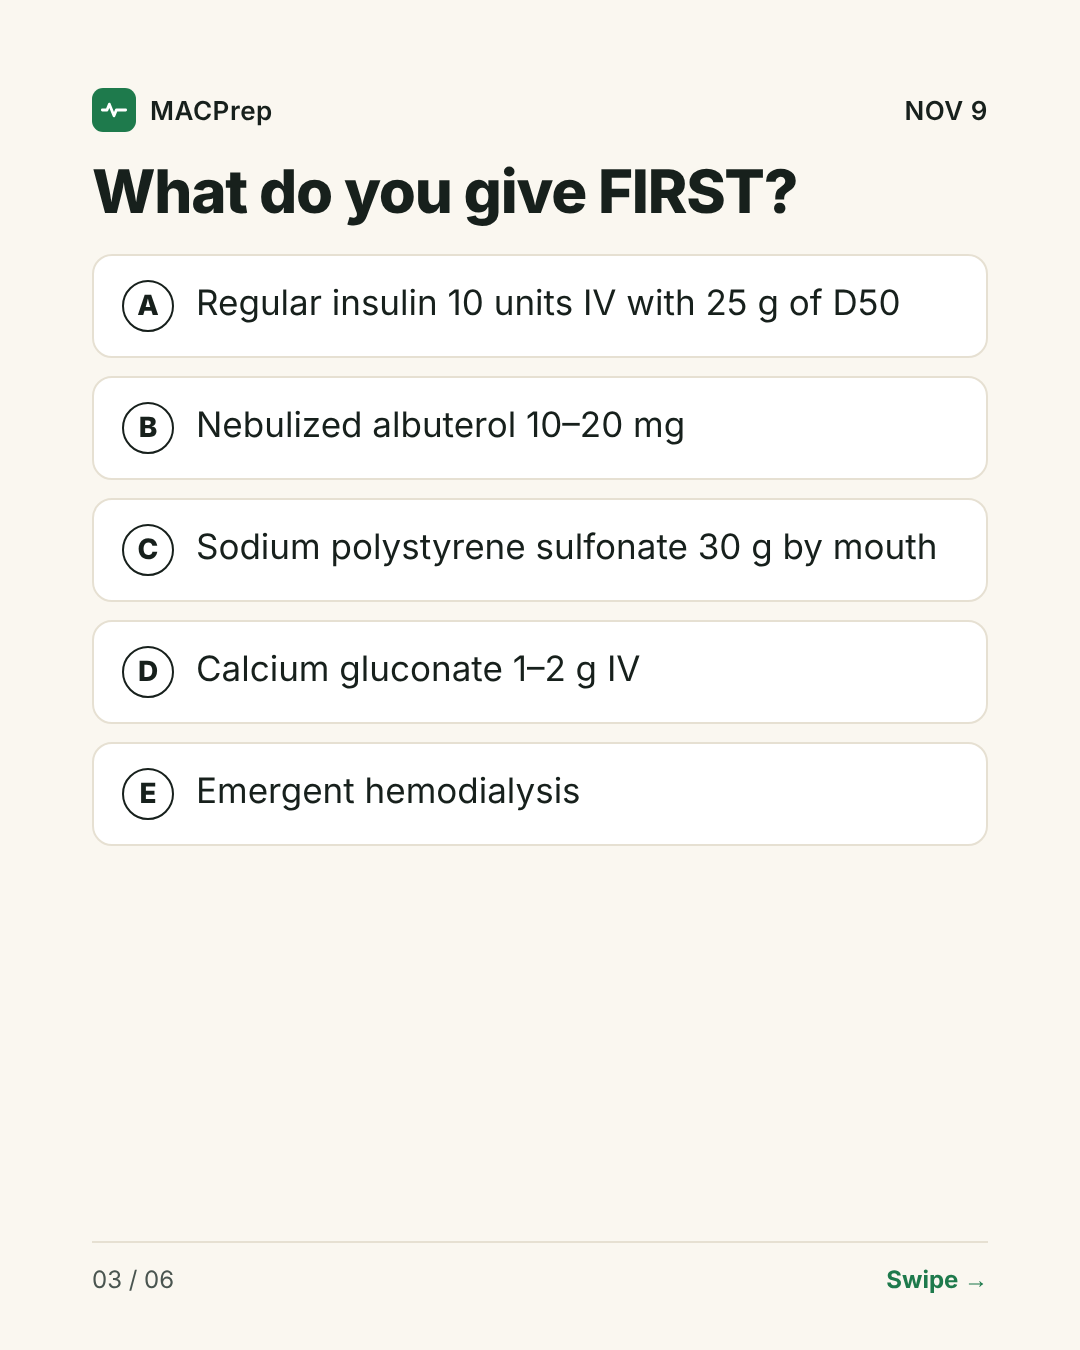 MACPrep
NOV 9
What do you give FIRST?
A Regular insulin 10 units IV with 25 g of D50
B Nebulized albuterol 10–20 mg
C Sodium polystyrene sulfonate 30 g by mouth
D Calcium gluconate 1–2 g IV
E Emergent hemodialysis
03 / 06
Swipe →